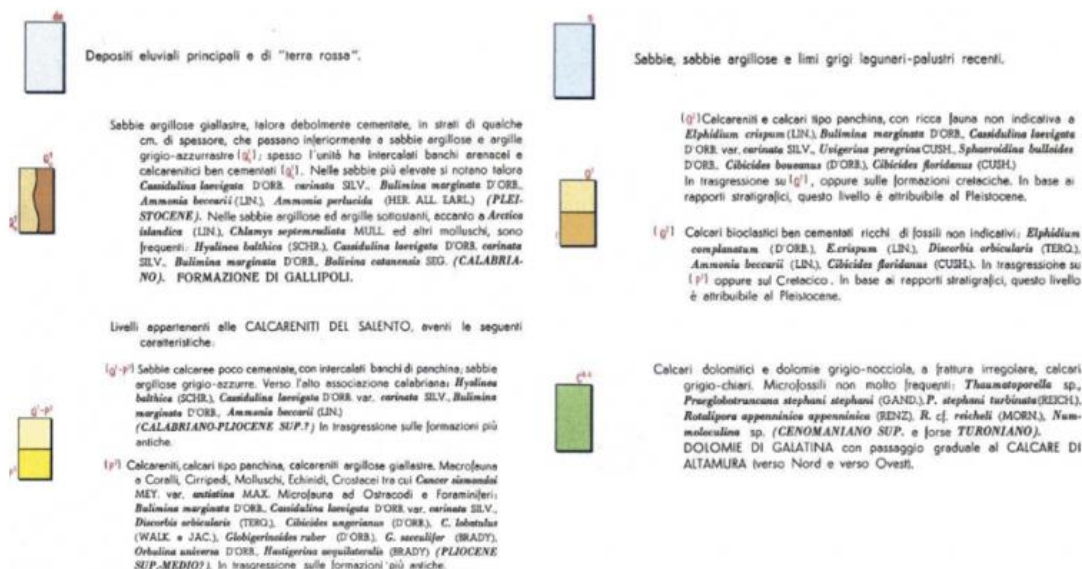 de
Depositi eluviali principali e di "terra rossa".
Sabbie argillose giallastre, talora debolmente cementate, in strati di qualche
cm. di spessore, che passano inferiormente a sabbie argillose e argille
grigio-azzurrastre; spesso l'unità ha intercalati banchi arenacei e
calcarenitici ben cementati. Nelle sabbie più elevate si notano talora
Cassidulina laevigata D'ORB. carinata SILV., Bulimina marginata D'ORB.,
Ammonia beccarii (LIN.), Ammonia perlucida (HER. ALL. EARL.) (PLEI-
STOCENE). Nelle sabbie argillose ed argille sottostanti, accanto a Arctica
islandica (LIN.), Chlamys septemradiata MULL. ed altri molluschi, sono
frequenti: Hyalinea balthica (SCHR.), Cassidulina laevigata D'ORB. carinata
SILV., Bulimina marginata D'ORB., Bolivina catanensis SEG. (CALABRIA-
NO). FORMAZIONE DI GALLIPOLI.
Livelli appartenenti alle CALCARENITI DEL SALENTO, aventi le seguenti
caratteristiche:
Sabbie calcaree poco cementate, con intercalati banchi di panchina, sabbie
argillose grigio-azzurre. Verso l'alto associazione calabriana: Hyalinea
balthica (SCHR.), Cassidulina laevigata D'ORB. var. carinata SILV., Bulimina
marginata D'ORB., Ammonia beccarii (LIN.)
(CALABRIANO-PLIOCENE SUP.?) In trasgressione sulle formazioni più
antiche.
Calcareniti, calcari tipo panchina, calcareniti argillose giallastre. Macrofauna
a Coralli, Cirripedi, Molluschi, Echinidi, Crostacei tra cui Cancer sismondai
MEY. var. antiatina MAX. Microfauna ad Ostracodi e Foraminiferi:
Bulimina marginata D'ORB., Cassidulina laevigata D'ORB. var. carinata SILV.,
Discorbis orbicularis (TERQ.), Cibicides ungerianus (D'ORB.), C. lobatulus
(WALK. e JAC.), Globigerinoides ruber (D'ORB.), G. sacculifer (BRADY),
Orbulina universa D'ORB., Hastigerina aequilateralis (BRADY) (PLIOCENE
SUP.-MEDIO?). In trasgressione sulle formazioni più antiche.
s
Sabbie, sabbie argillose e limi grigi lagunari-palustri recenti.
Calcareniti e calcari tipo panchina, con ricca fauna non indicativa a
Elphidium crispum (LIN.), Bulimina marginata D'ORB., Cassidulina laevigata
D'ORB. var. carinata SILV., Uvigerina peregrina CUSH., Sphaeroidina bulloides
D'ORB., Cibicides boueanus (D'ORB.), Cibicides floridanus (CUSH.)
In trasgressione su, oppure sulle formazioni cretaciche. In base ai
rapporti stratigrafici, questo livello è attribuibile al Pleistocene.
Calcari bioclastici ben cementati ricchi di fossili non indicativi: Elphidium
complanatum (D'ORB.), E. crispum (LIN.), Discorbis orbicularis (TERQ.),
Ammonia beccarii (LIN.), Cibicides floridanus (CUSH.). In trasgressione su
oppure sul Cretacico. In base ai rapporti stratigrafici, questo livello
è attribuibile al Pleistocene.
Calcari dolomitici e dolomie grigio-nocciola, a frattura irregolare, calcari
grigio-chiari. Microfossili non molto frequenti: Thaumatoporella sp.,
Praeglobotruncana stephani stephani (GAND.), P. stephani turbinata (REICH.),
Rotalipora appenninica appenninica (RENZ.), R. cf. reicheli (MORN.), Num-
moloculina sp. (CENOMANIANO SUP. e forse TURONIANO).
DOLOMIE DI GALATINA con passaggio graduale al CALCARE DI
ALTAMURA (verso Nord e verso Ovest).